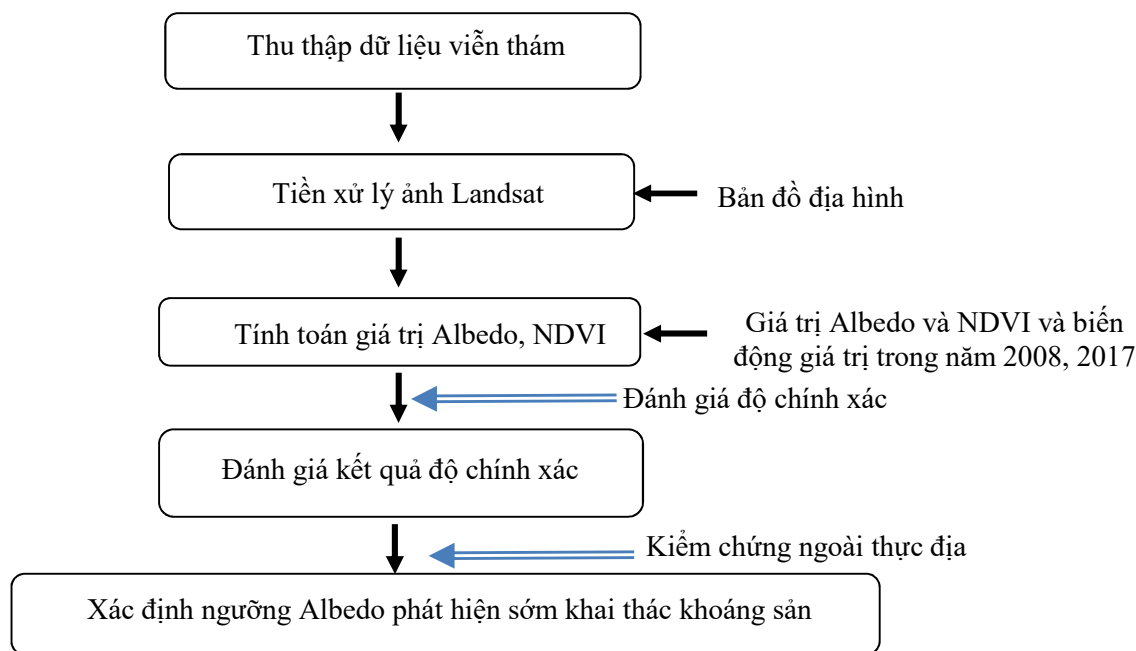 Thu thập dữ liệu viễn thám
Tiền xử lý ảnh Landsat
Bản đồ địa hình
Tính toán giá trị Albedo, NDVI
Giá trị Albedo và NDVI và biến
động giá trị trong năm 2008, 2017
Đánh giá độ chính xác
Đánh giá kết quả độ chính xác
Kiểm chứng ngoài thực địa
Xác định ngưỡng Albedo phát hiện sớm khai thác khoáng sản